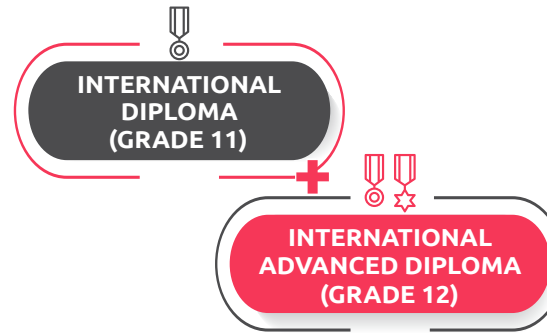 INTERNATIONAL
DIPLOMA
(GRADE 11)
INTERNATIONAL
ADVANCED DIPLOMA
(GRADE 12)